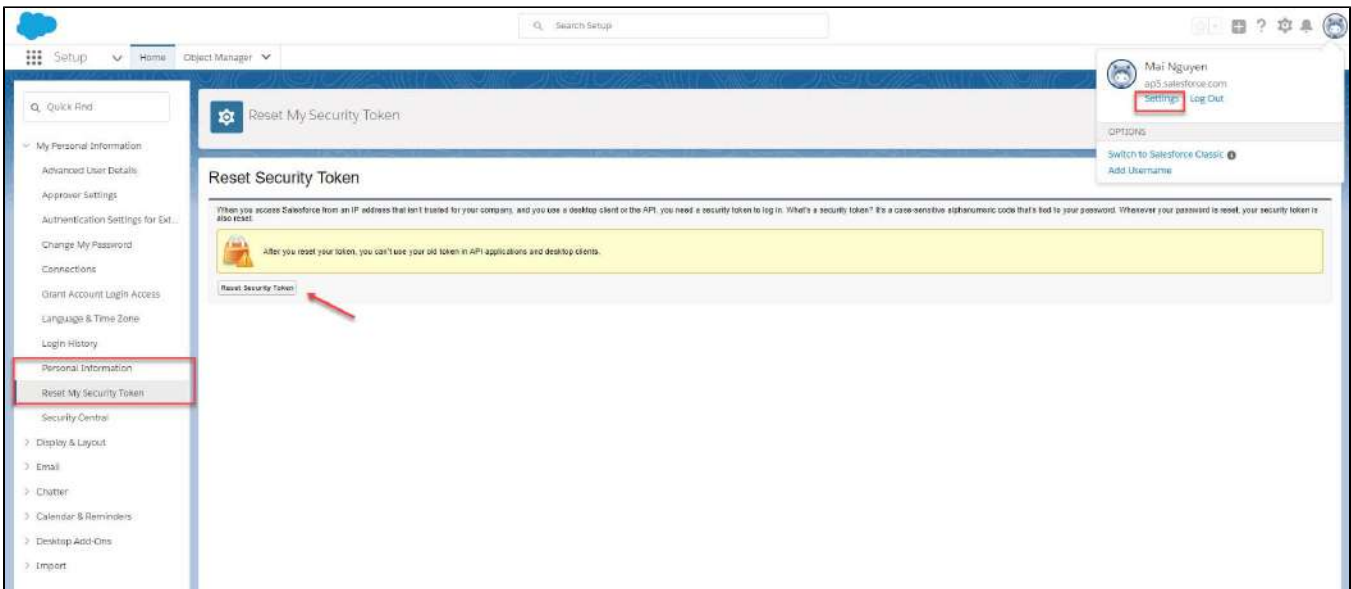 Search Setup
Setup
Home
Object Manager
Mai Nguyen
ap5.salesforce.com
Settings
Log Out
OPTIONS
Switch to Salesforce Classic
Add Username
Quick Find
My Personal Information
Advanced User Details
Approver Settings
Authentication Settings for Ext...
Change My Password
Connections
Grant Account Login Access
Language & Time Zone
Login History
Personal Information
Reset My Security Token
Security Central
Display & Layout
Email
Chatter
Calendar & Reminders
Desktop Add-Ons
Import
Reset My Security Token
Reset Security Token
When you access Salesforce from an IP address that isn't trusted for your company, and you use a desktop client or the API, you need a security token to log in. What's a security token? It's a case-sensitive alphanumeric code that's tied to your password. Whenever your password is reset, your security token is
also reset.
After you reset your token, you can't use your old token in API applications and desktop clients.
Reset Security Token